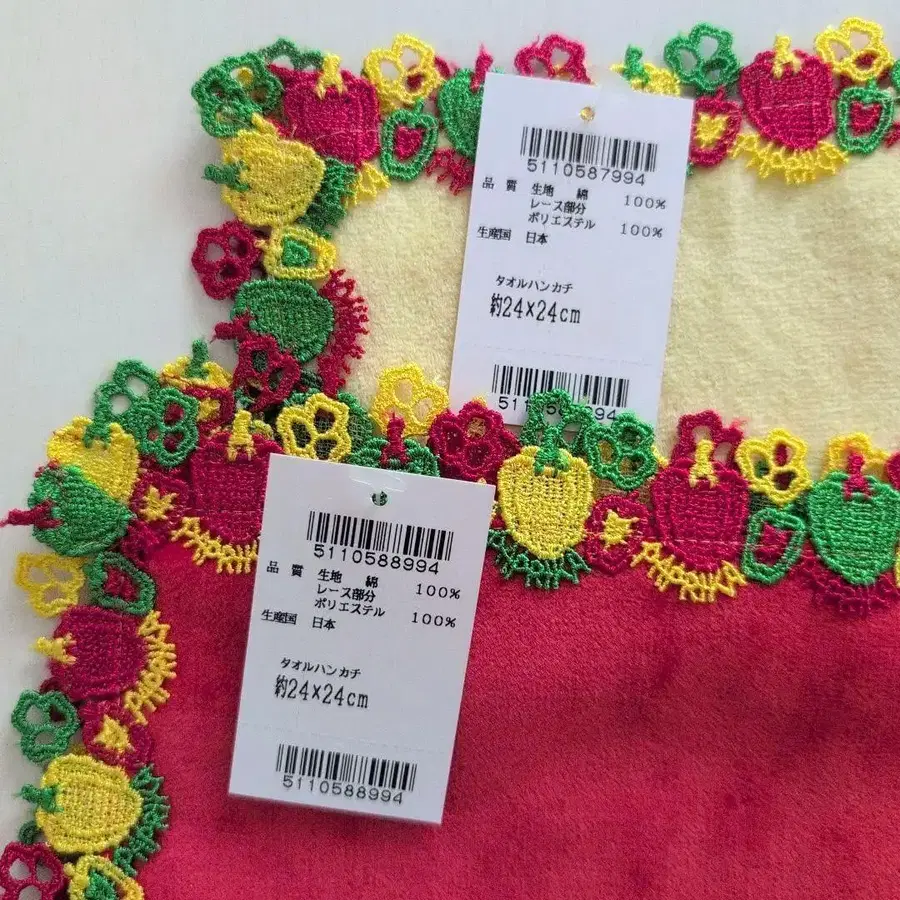 5110587994
品 質 生地 綿 100%
レース部分
ポリエステル 100%
生産国 日本
タオルハンカチ
約24×24cm
5110587994
5110588994
品 質 生地 綿 100%
レース部分
ポリエステル 100%
生産国 日本
タオルハンカチ
約24×24cm
5110588994